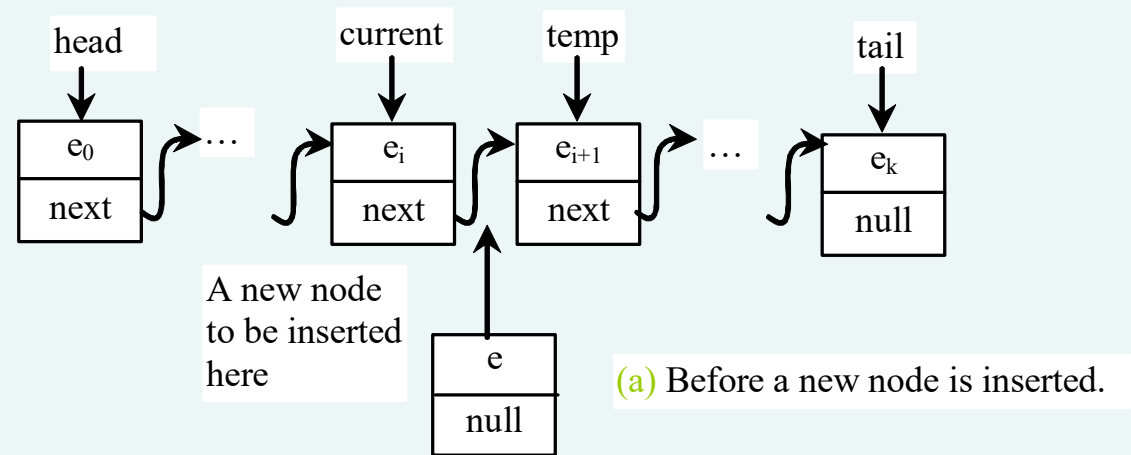 head
current
temp
tail
e₀
…
eᵢ
eᵢ₊₁
…
eₖ
next
next
next
null
A new node
to be inserted
here
e
null
(a) Before a new node is inserted.